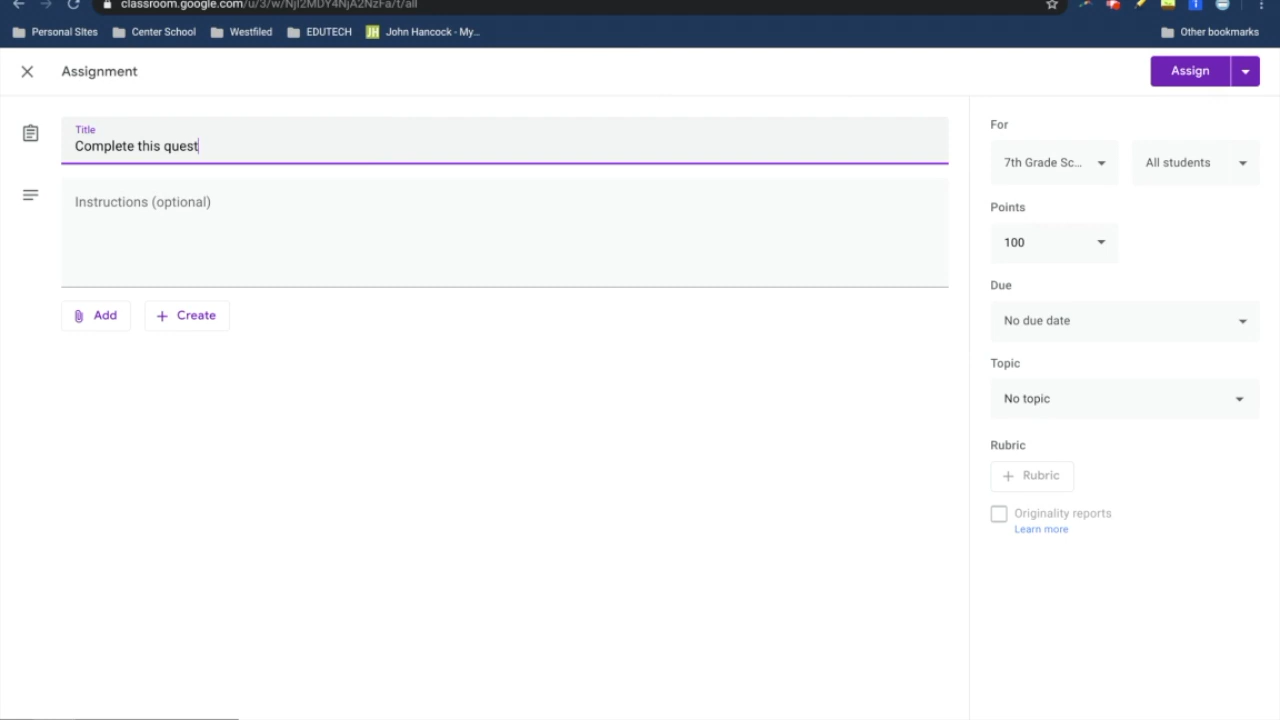 classroom.google.com/u/3/w/NjI2MDY4NjA2NzFa/t/all
Personal SItes Center School Westfiled EDUTECH John Hancock - My... Other bookmarks
Assignment Assign
Title
Complete this quest
Instructions (optional)
Add Create
For
7th Grade Sc... All students
Points
100
Due
No due date
Topic
No topic
Rubric
Rubric
Originality reports
Learn more